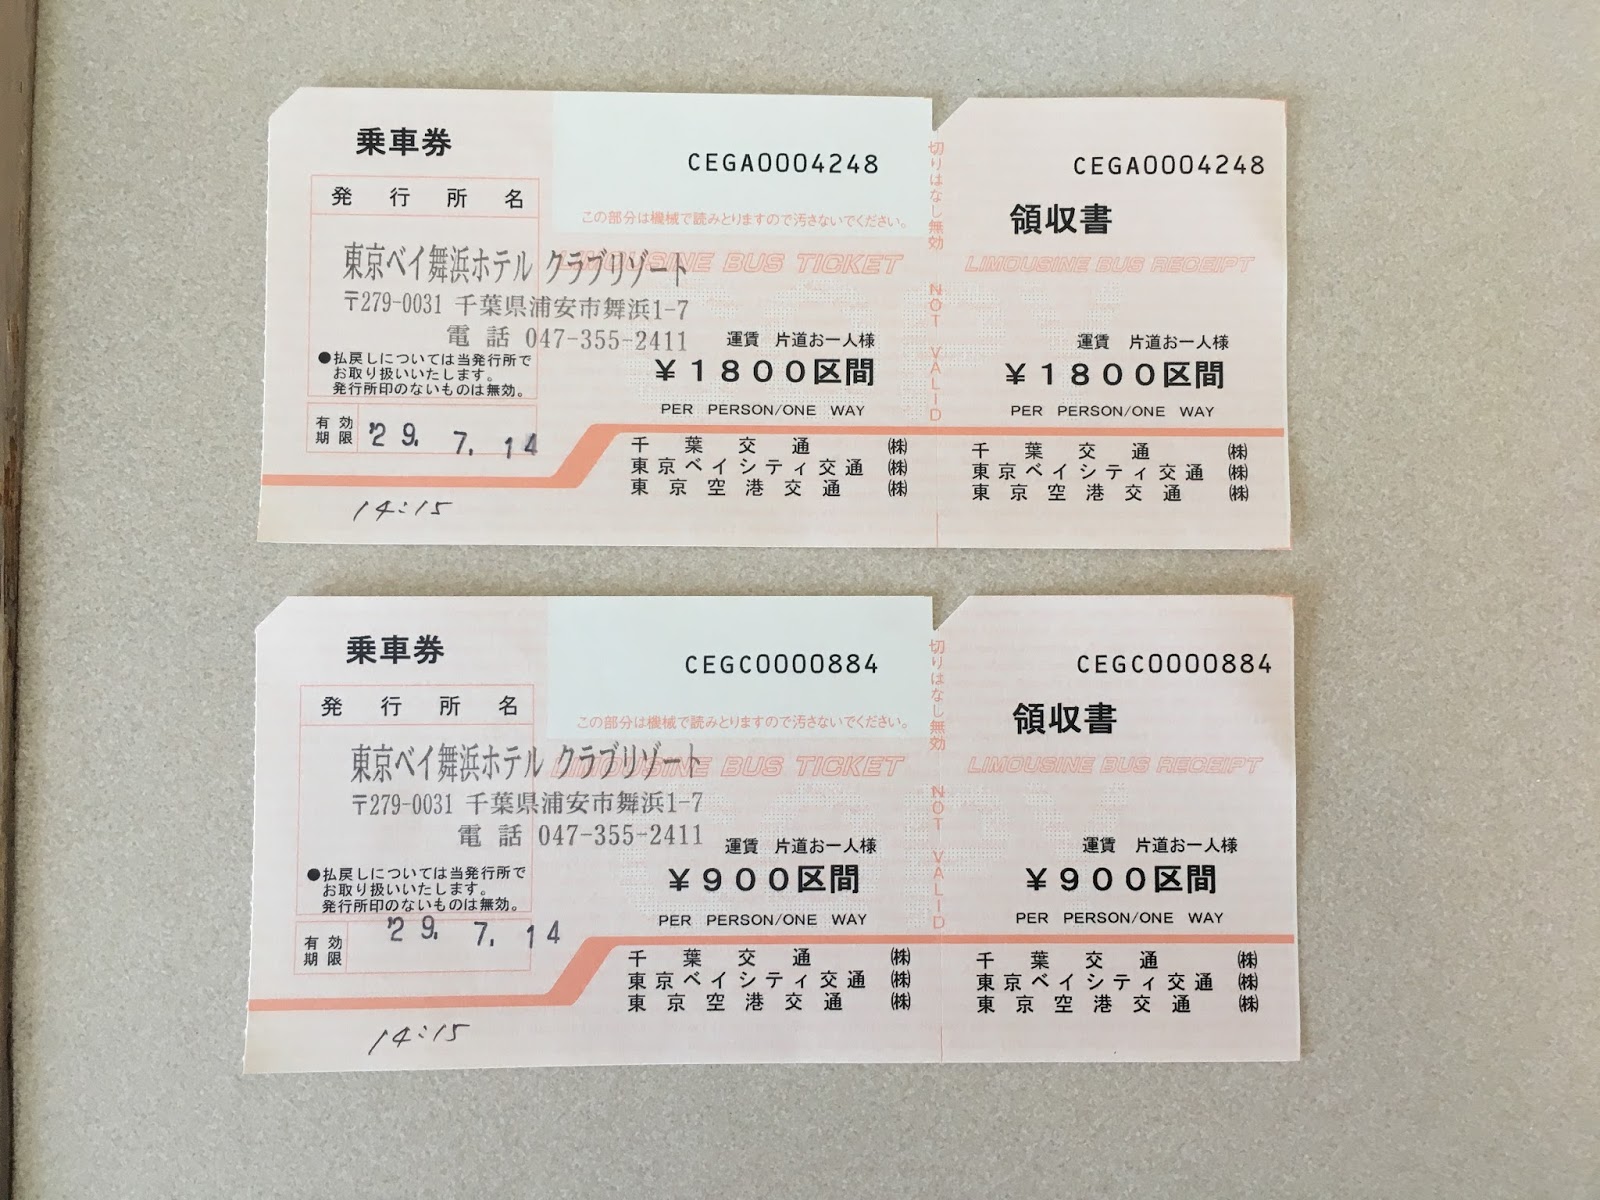 乗車券
CEGA0004248
発行所名
この部分は機械で読みとりますので汚さないでください。
東京ベイ舞浜ホテル クラブリゾート
LIMOUSINE BUS TICKET
〒279-0031 千葉県浦安市舞浜1-7
電話 047-355-2411
運賃 片道お一人様
●払戻しについては当発行所で
お取り扱いいたします。
発行所印のないものは無効。
¥1800区間
PER PERSON/ONE WAY
有効
期限
'29. 7. 14
千葉交通㈱
東京ベイシティ交通㈱
東京空港交通㈱
14:15
切りはなし無効 NOT VALID
CEGA0004248
領収書
LIMOUSINE BUS RECEIPT
運賃 片道お一人様
¥1800区間
PER PERSON/ONE WAY
千葉交通㈱
東京ベイシティ交通㈱
東京空港交通㈱
乗車券
CEGC0000884
発行所名
この部分は機械で読みとりますので汚さないでください。
東京ベイ舞浜ホテル クラブリゾート
LIMOUSINE BUS TICKET
〒279-0031 千葉県浦安市舞浜1-7
電話 047-355-2411
運賃 片道お一人様
●払戻しについては当発行所で
お取り扱いいたします。
発行所印のないものは無効。
¥900区間
PER PERSON/ONE WAY
有効
期限
'29. 7. 14
千葉交通㈱
東京ベイシティ交通㈱
東京空港交通㈱
14:15
切りはなし無効 NOT VALID
CEGC0000884
領収書
LIMOUSINE BUS RECEIPT
運賃 片道お一人様
¥900区間
PER PERSON/ONE WAY
千葉交通㈱
東京ベイシティ交通㈱
東京空港交通㈱